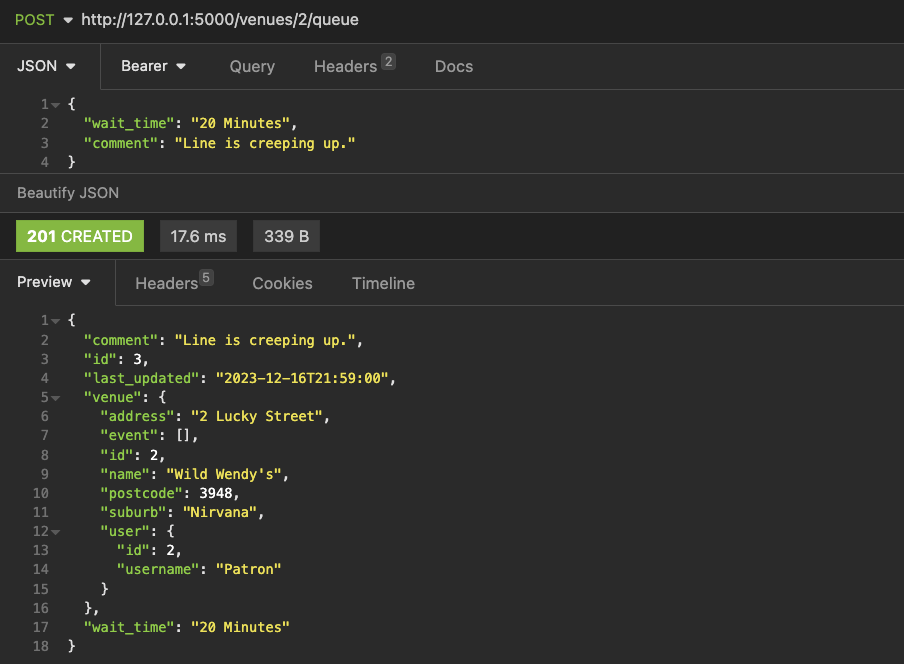 POST http://127.0.0.1:5000/venues/2/queue
JSON Bearer Query Headers 2 Docs
1 {
2 "wait_time": "20 Minutes",
3 "comment": "Line is creeping up."
4 }
Beautify JSON
201 CREATED 17.6 ms 339 B
Preview Headers 5 Cookies Timeline
1 {
2 "comment": "Line is creeping up.",
3 "id": 3,
4 "last_updated": "2023-12-16T21:59:00",
5 "venue": {
6 "address": "2 Lucky Street",
7 "event": [],
8 "id": 2,
9 "name": "Wild Wendy's",
10 "postcode": 3948,
11 "suburb": "Nirvana",
12 "user": {
13 "id": 2,
14 "username": "Patron"
15 }
16 },
17 "wait_time": "20 Minutes"
18 }